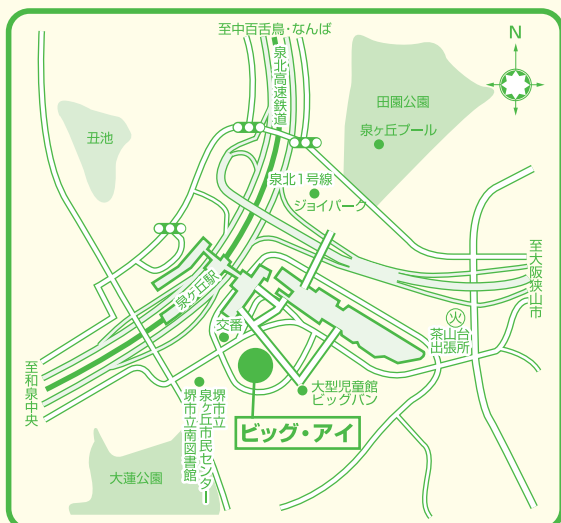 至中百舌鳥・なんば
N
泉北高速鉄道
田園公園
泉ヶ丘プール
丑池
泉北1号線
ジョイパーク
至大阪狭山市
泉ヶ丘駅
交番
火
茶山台
出張所
至和泉中央
大型児童館
ビッグバン
堺市立
泉ヶ丘市民センター
堺市立南図書館
ビッグ・アイ
大蓮公園